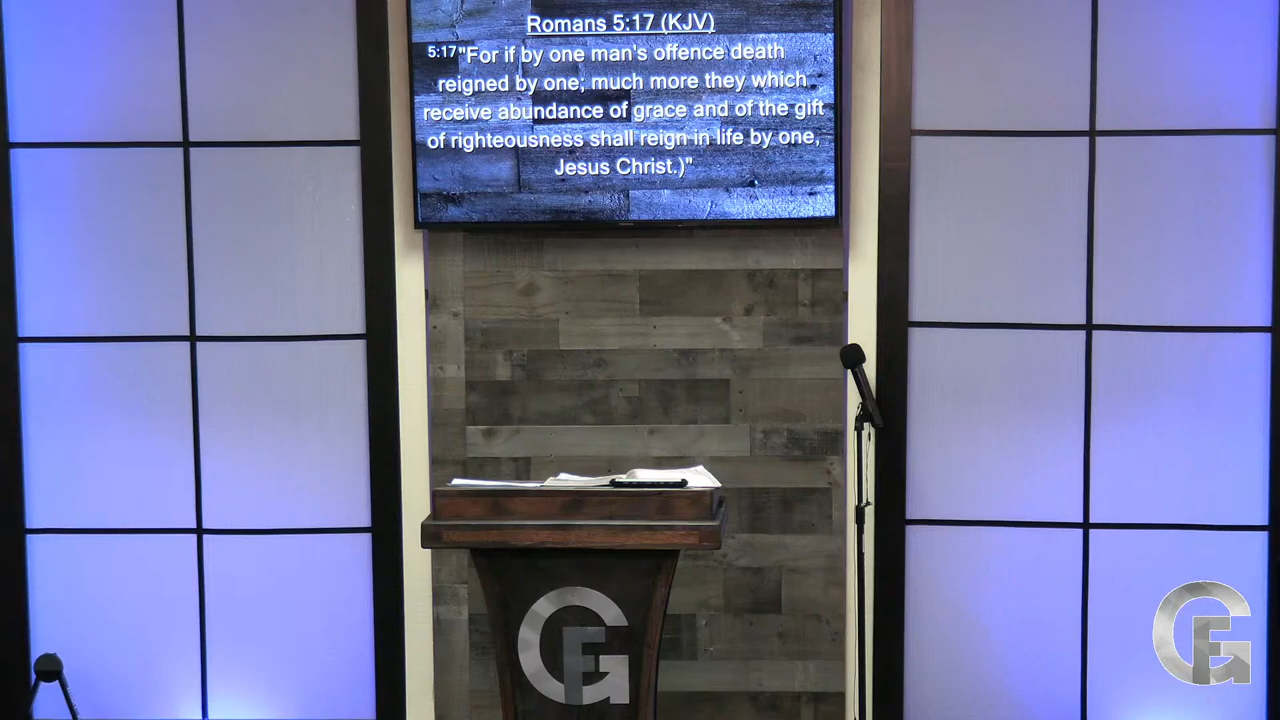 Romans 5:17 (KJV)
5:17"For if by one man's offence death
reigned by one; much more they which
receive abundance of grace and of the gift
of righteousness shall reign in life by one,
Jesus Christ.)"
GF
GF